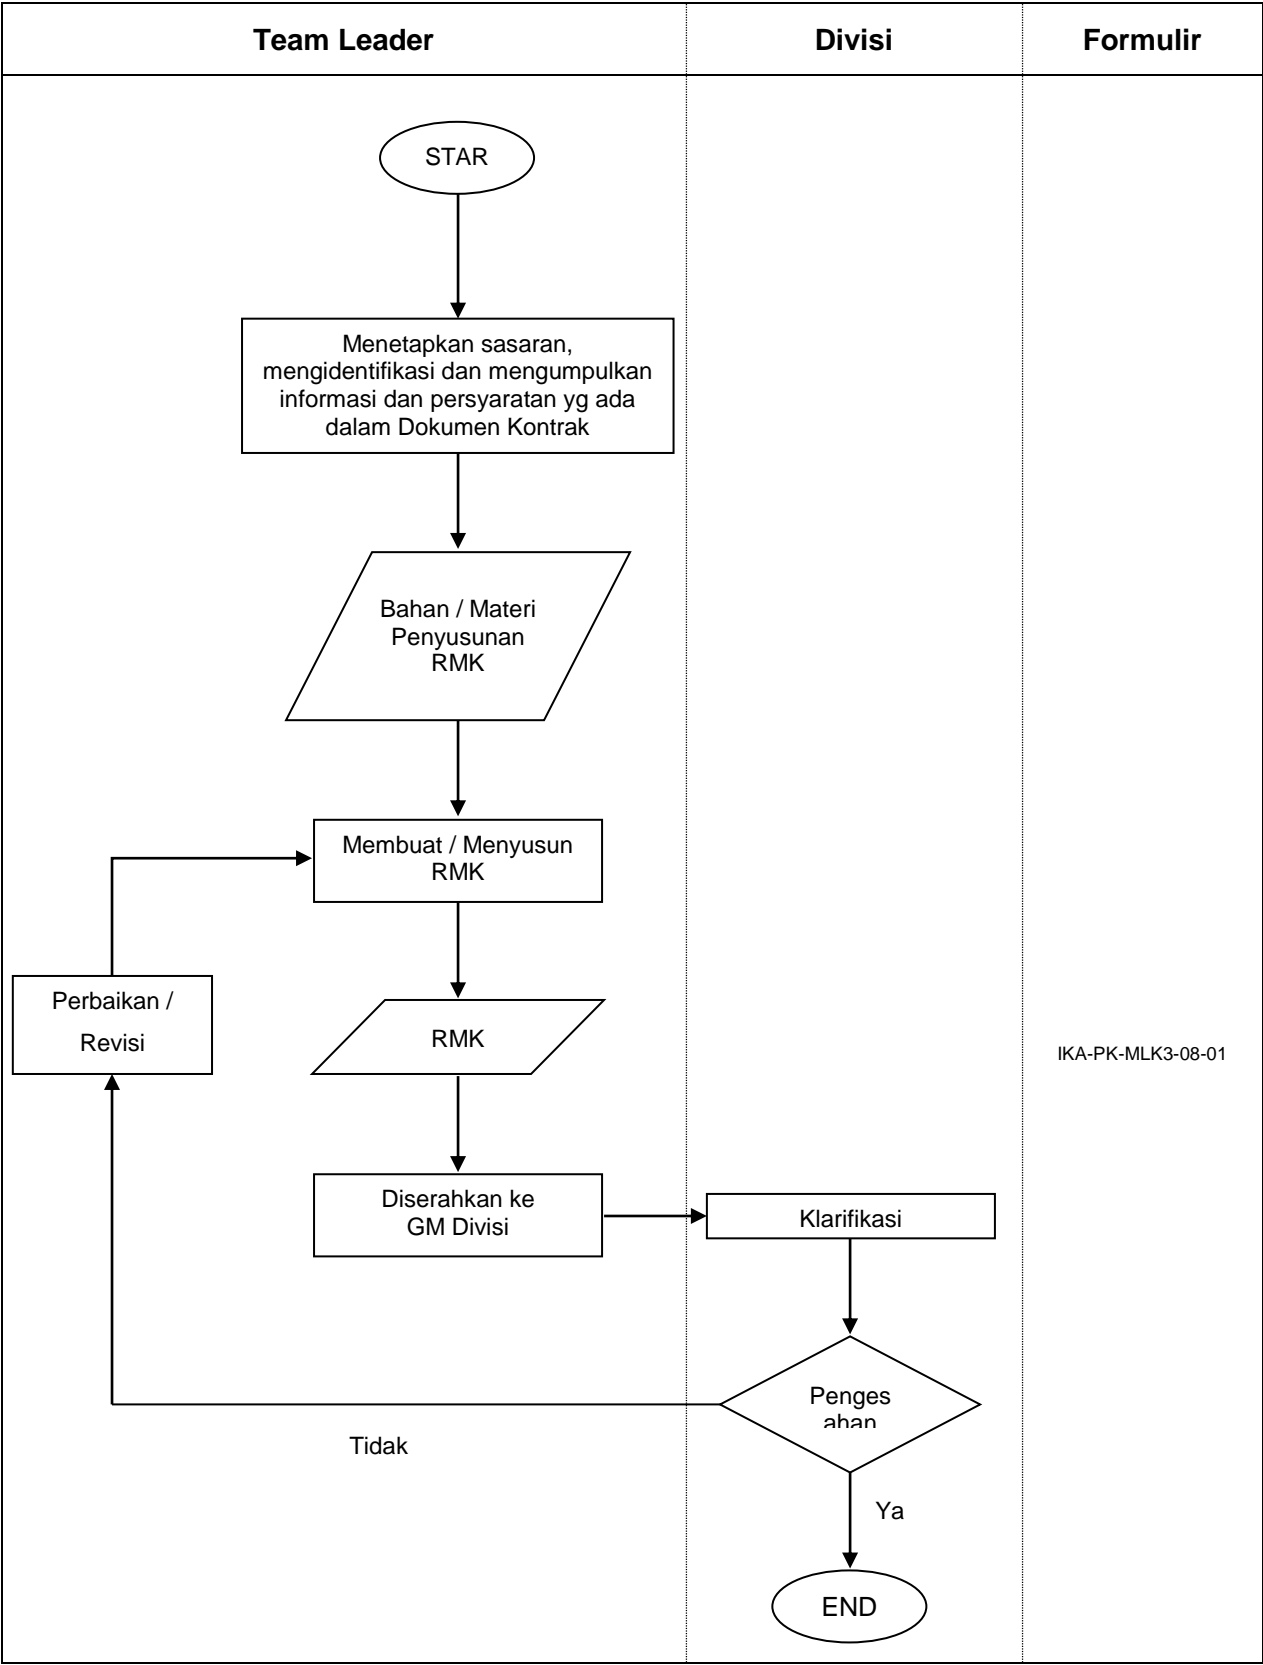 Team Leader
Divisi
Formulir
STAR
Menetapkan sasaran,
mengidentifikasi dan mengumpulkan
informasi dan persyaratan yg ada
dalam Dokumen Kontrak
Bahan / Materi
Penyusunan
RMK
Membuat / Menyusun
RMK
Perbaikan /
Revisi
RMK
IKA-PK-MLK3-08-01
Diserahkan ke
GM Divisi
Klarifikasi
Penges
ahan
Tidak
Ya
END